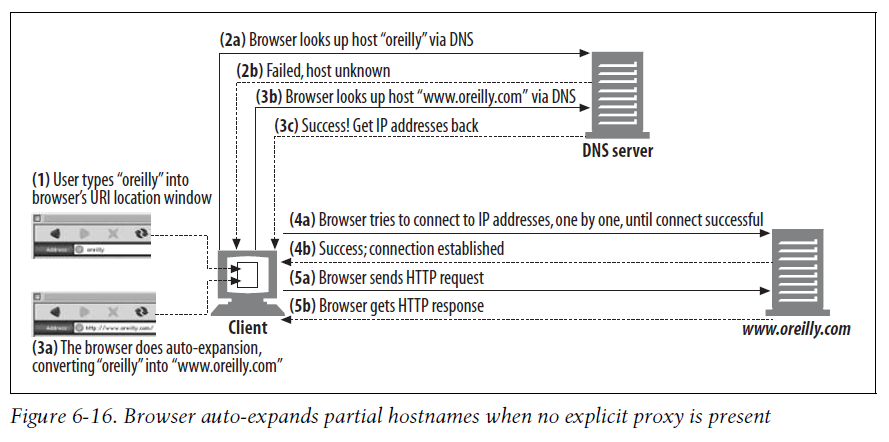 (2a) Browser looks up host “oreilly” via DNS
(2b) Failed, host unknown
(3b) Browser looks up host “www.oreilly.com” via DNS
(3c) Success! Get IP addresses back
DNS server
(1) User types “oreilly” into
browser’s URI location window
Address:
oreilly
(4a) Browser tries to connect to IP addresses, one by one, until connect successful
(4b) Success; connection established
(5a) Browser sends HTTP request
(5b) Browser gets HTTP response
Address:
http://www.oreilly.com/
Client
www.oreilly.com
(3a) The browser does auto-expansion,
converting “oreilly” into “www.oreilly.com”
Figure 6-16. Browser auto-expands partial hostnames when no explicit proxy is present